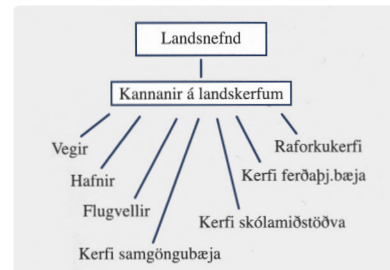 Landsnefnd
Kannanir á landskerfum
Vegir
Raforkukerfi
Hafnir
Kerfi ferðaþj.bæja
Flugvellir
Kerfi skólamiðstöðva
Kerfi samgöngubæja